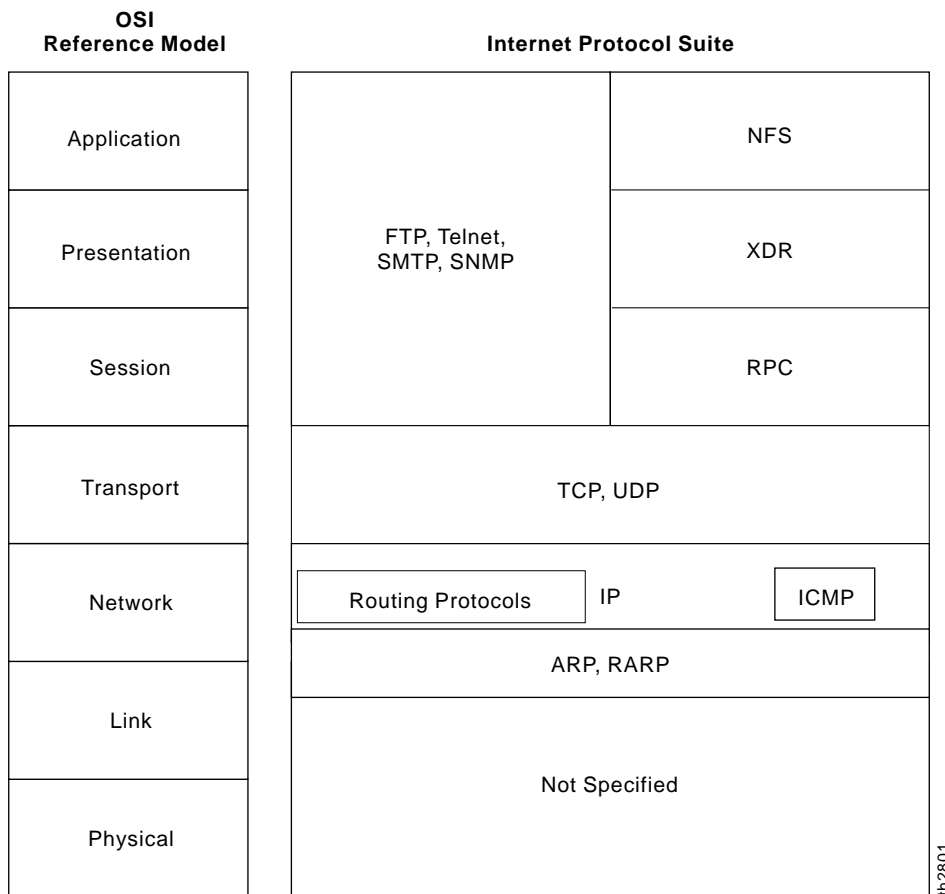 OSI
Reference Model
Internet Protocol Suite
Application
Presentation
Session
Transport
Network
Link
Physical
FTP, Telnet,
SMTP, SNMP
NFS
XDR
RPC
TCP, UDP
Routing Protocols
IP
ICMP
ARP, RARP
Not Specified